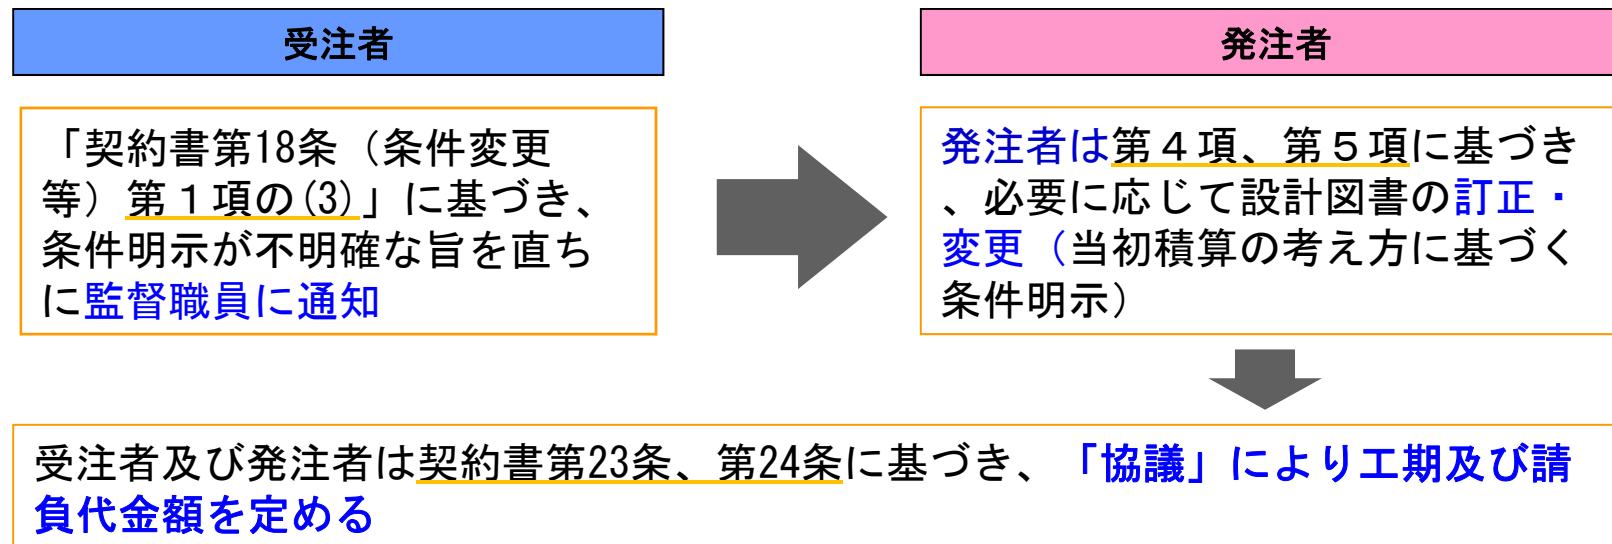 受注者
発注者
「契約書第18条（条件変更
等）第１項の(3)」に基づき、
条件明示が不明確な旨を直ち
に監督職員に通知
発注者は第４項、第５項に基づき
、必要に応じて設計図書の訂正・
変更（当初積算の考え方に基づく
条件明示）
受注者及び発注者は契約書第23条、第24条に基づき、「協議」により工期及び請
負代金額を定める